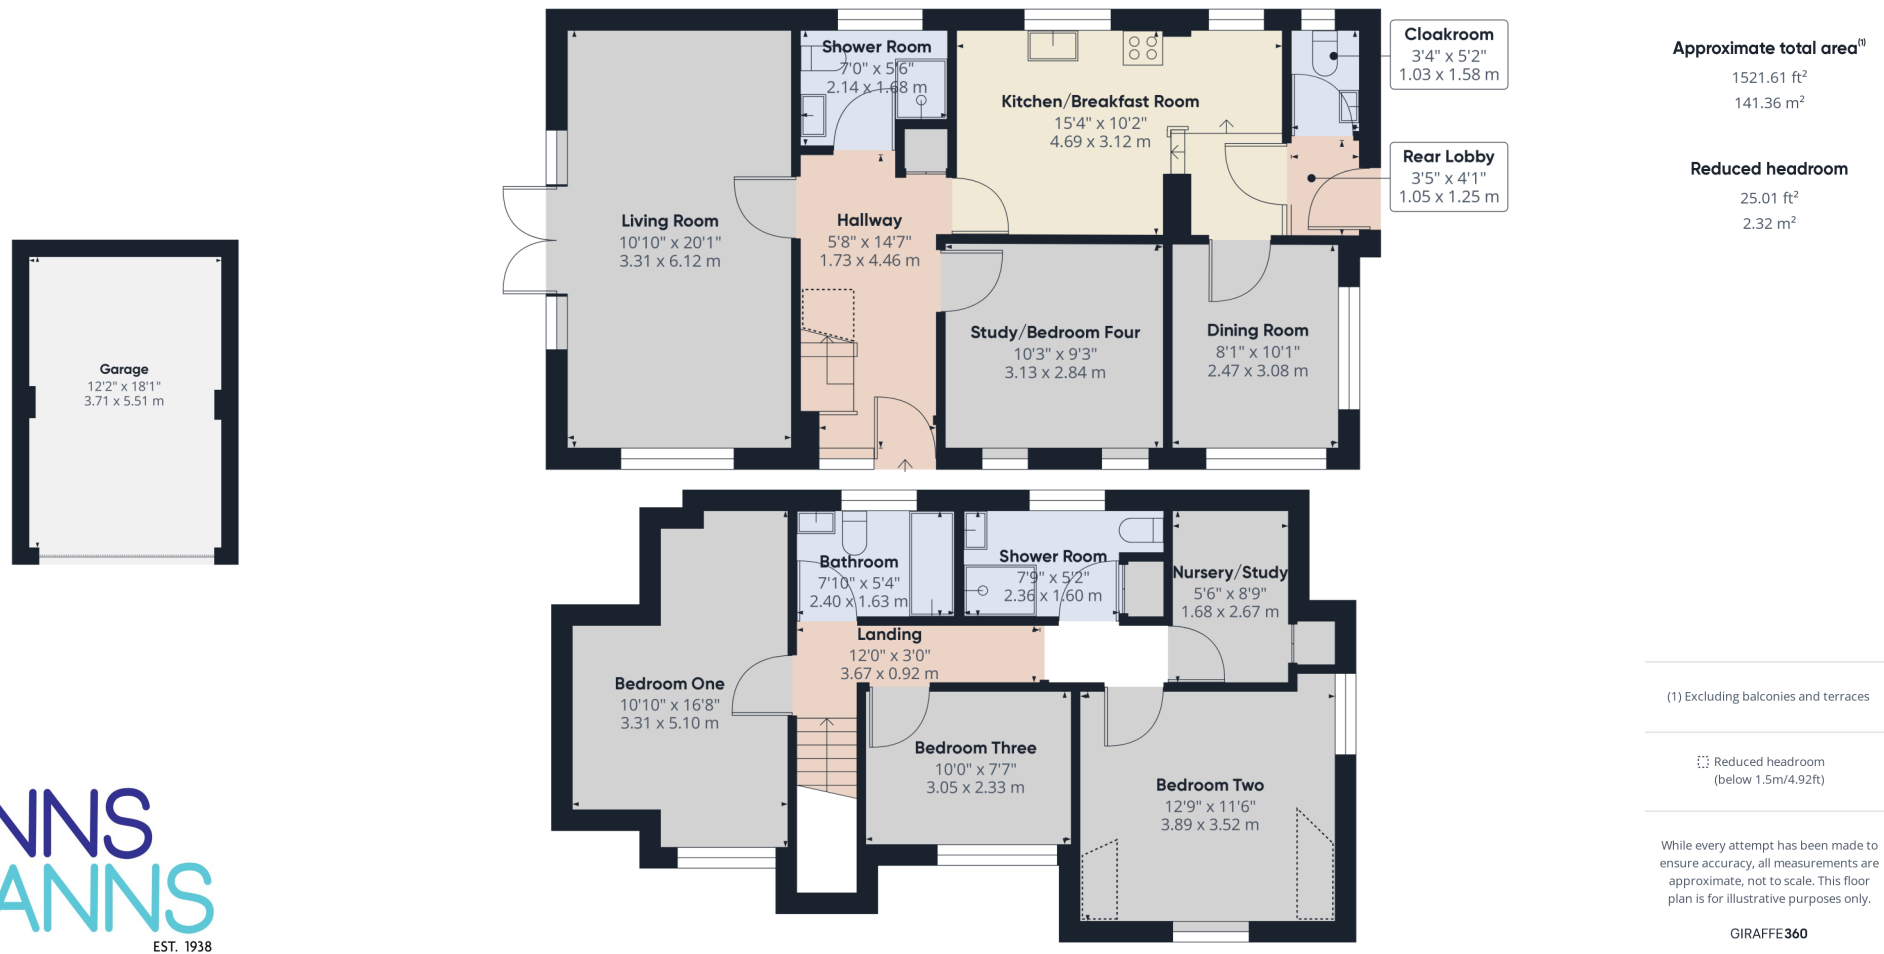 Garage
12'2" x 18'1"
3.71 x 5.51 m
Living Room
10'10" x 20'1"
3.31 x 6.12 m
Shower Room
7'0" x 5'6"
2.14 x 1.68 m
Hallway
5'8" x 14'7"
1.73 x 4.46 m
Kitchen/Breakfast Room
15'4" x 10'2"
4.69 x 3.12 m
Study/Bedroom Four
10'3" x 9'3"
3.13 x 2.84 m
Dining Room
8'1" x 10'1"
2.47 x 3.08 m
Cloakroom
3'4" x 5'2"
1.03 x 1.58 m
Rear Lobby
3'5" x 4'1"
1.05 x 1.25 m
Bedroom One
10'10" x 16'8"
3.31 x 5.10 m
Bathroom
7'10" x 5'4"
2.40 x 1.63 m
Shower Room
7'9" x 5'2"
2.36 x 1.60 m
Nursery/Study
5'6" x 8'9"
1.68 x 2.67 m
Landing
12'0" x 3'0"
3.67 x 0.92 m
Bedroom Three
10'0" x 7'7"
3.05 x 2.33 m
Bedroom Two
12'9" x 11'6"
3.89 x 3.52 m
Approximate total area(1)
1521.61 ft²
141.36 m²
Reduced headroom
25.01 ft²
2.32 m²
(1) Excluding balconies and terraces
Reduced headroom
(below 1.5m/4.92ft)
While every attempt has been made to
ensure accuracy, all measurements are
approximate, not to scale. This floor
plan is for illustrative purposes only.
GIRAFFE360
NNS
ANNS
EST. 1938